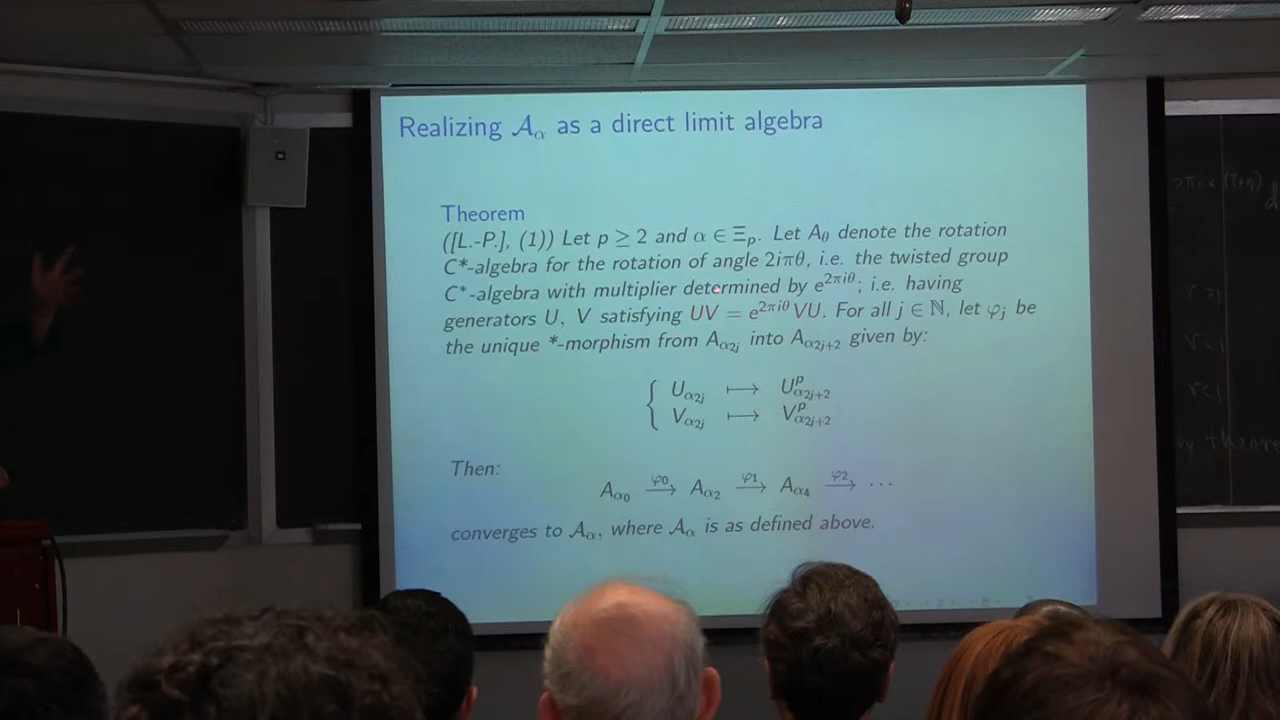 Realizing 𝒜_α as a direct limit algebra
Theorem
([L.-P.], (1)) Let p ≥ 2 and α ∈ Ξ_p. Let A_θ denote the rotation
C*-algebra for the rotation of angle 2iπθ, i.e. the twisted group
C*-algebra with multiplier determined by e^{2πiθ}; i.e. having
generators U, V satisfying UV = e^{2πiθ} VU. For all j ∈ ℕ, let φ_j be
the unique *-morphism from A_{α_{2j}} into A_{α_{2j+2}} given by:
{ U_{α_{2j}} ⟼ U^p_{α_{2j+2}}
V_{α_{2j}} ⟼ V^p_{α_{2j+2}}
Then:
A_{α_0} —φ_0→ A_{α_2} —φ_1→ A_{α_4} —φ_2→ ⋯
converges to 𝒜_α, where 𝒜_α is as defined above.